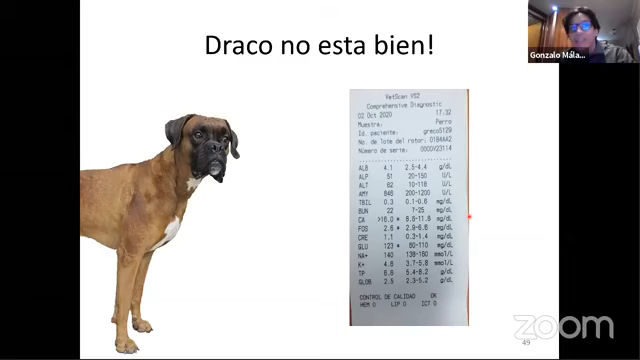 Draco no esta bien!
Gonzalo Mála...
VetScan VS2
Comprehensive Diagnostic
02 Oct 2020 17:32
Muestra: Perro
Id. paciente: greco5129
No. de lote del rotor: 0184AA2
Número de serie: 0000V23114
ALB 4.1 2.5-4.4 g/dL
ALP 51 20-150 U/L
ALT 62 10-118 U/L
AMY 846 200-1200 U/L
TBIL 0.3 0.1-0.6 mg/dL
BUN 22 7-25 mg/dL
CA >16.0 * 8.6-11.8 mg/dL
FOS 2.6 * 2.9-6.6 mg/dL
CRE 1.1 0.3-1.4 mg/dL
GLU 123 * 60-110 mg/dL
NA+ 140 138-160 mmol/L
K+ 4.6 3.7-5.8 mmol/L
TP 6.6 5.4-8.2 g/dL
GLOB 2.5 2.3-5.2 g/dL
CONTROL DE CALIDAD OK
HEM 0 LIP 0 ICT 0
zoom
49